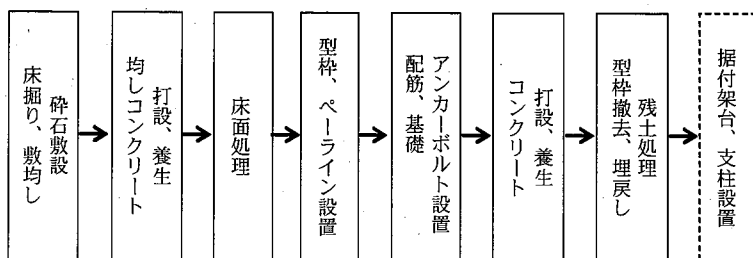 床掘り、敷均し
砕石敷設
均しコンクリート
打設、養生
床面処理
型枠、ペーライン設置
配筋、基礎
アンカーボルト設置
コンクリート
打設、養生
型枠撤去、埋戻し
残土処理
据付架台、支柱設置